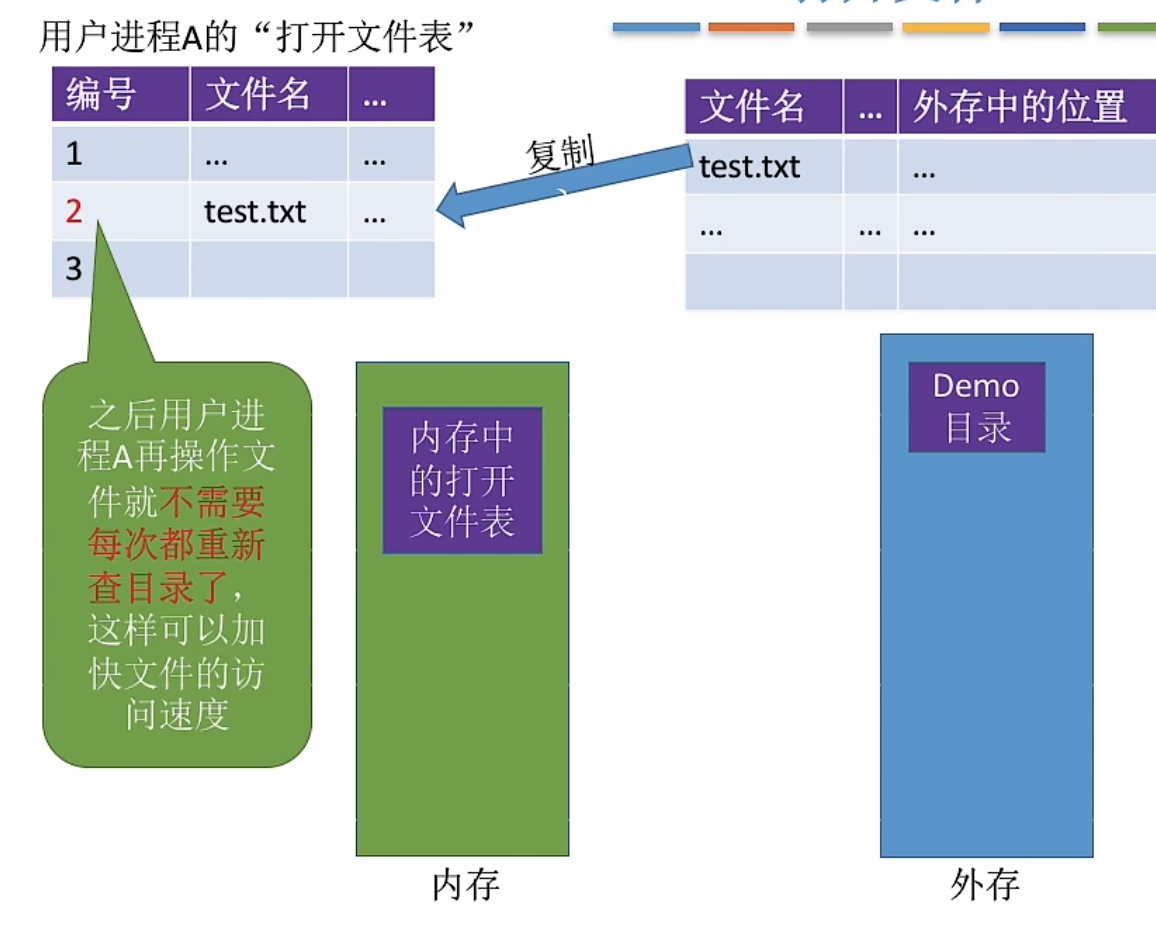 用户进程A的“打开文件表”
编号 文件名 ...
1 ... ...
2 test.txt ...
3
复制
文件名 ... 外存中的位置
test.txt ...
... ... ...
之后用户进
程A再操作文
件就不需要
每次都重新
查目录了，
这样可以加
快文件的访
问速度
内存中
的打开
文件表
内存
Demo
目录
外存